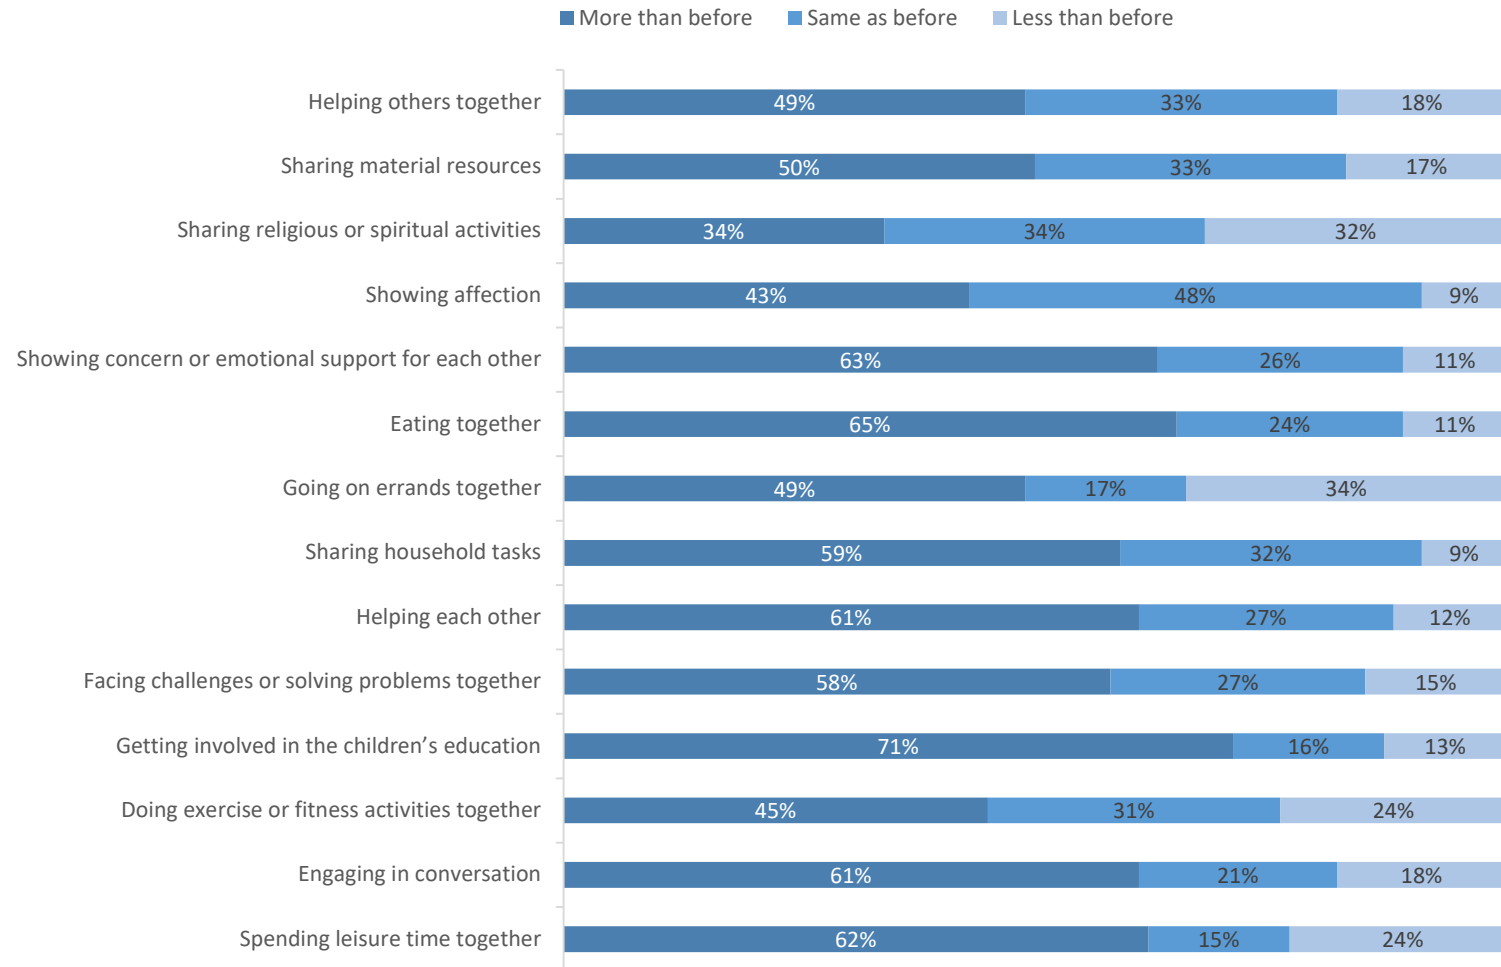 More than before Same as before Less than before
Helping others together 49% 33% 18%
Sharing material resources 50% 33% 17%
Sharing religious or spiritual activities 34% 34% 32%
Showing affection 43% 48% 9%
Showing concern or emotional support for each other 63% 26% 11%
Eating together 65% 24% 11%
Going on errands together 49% 17% 34%
Sharing household tasks 59% 32% 9%
Helping each other 61% 27% 12%
Facing challenges or solving problems together 58% 27% 15%
Getting involved in the children’s education 71% 16% 13%
Doing exercise or fitness activities together 45% 31% 24%
Engaging in conversation 61% 21% 18%
Spending leisure time together 62% 15% 24%